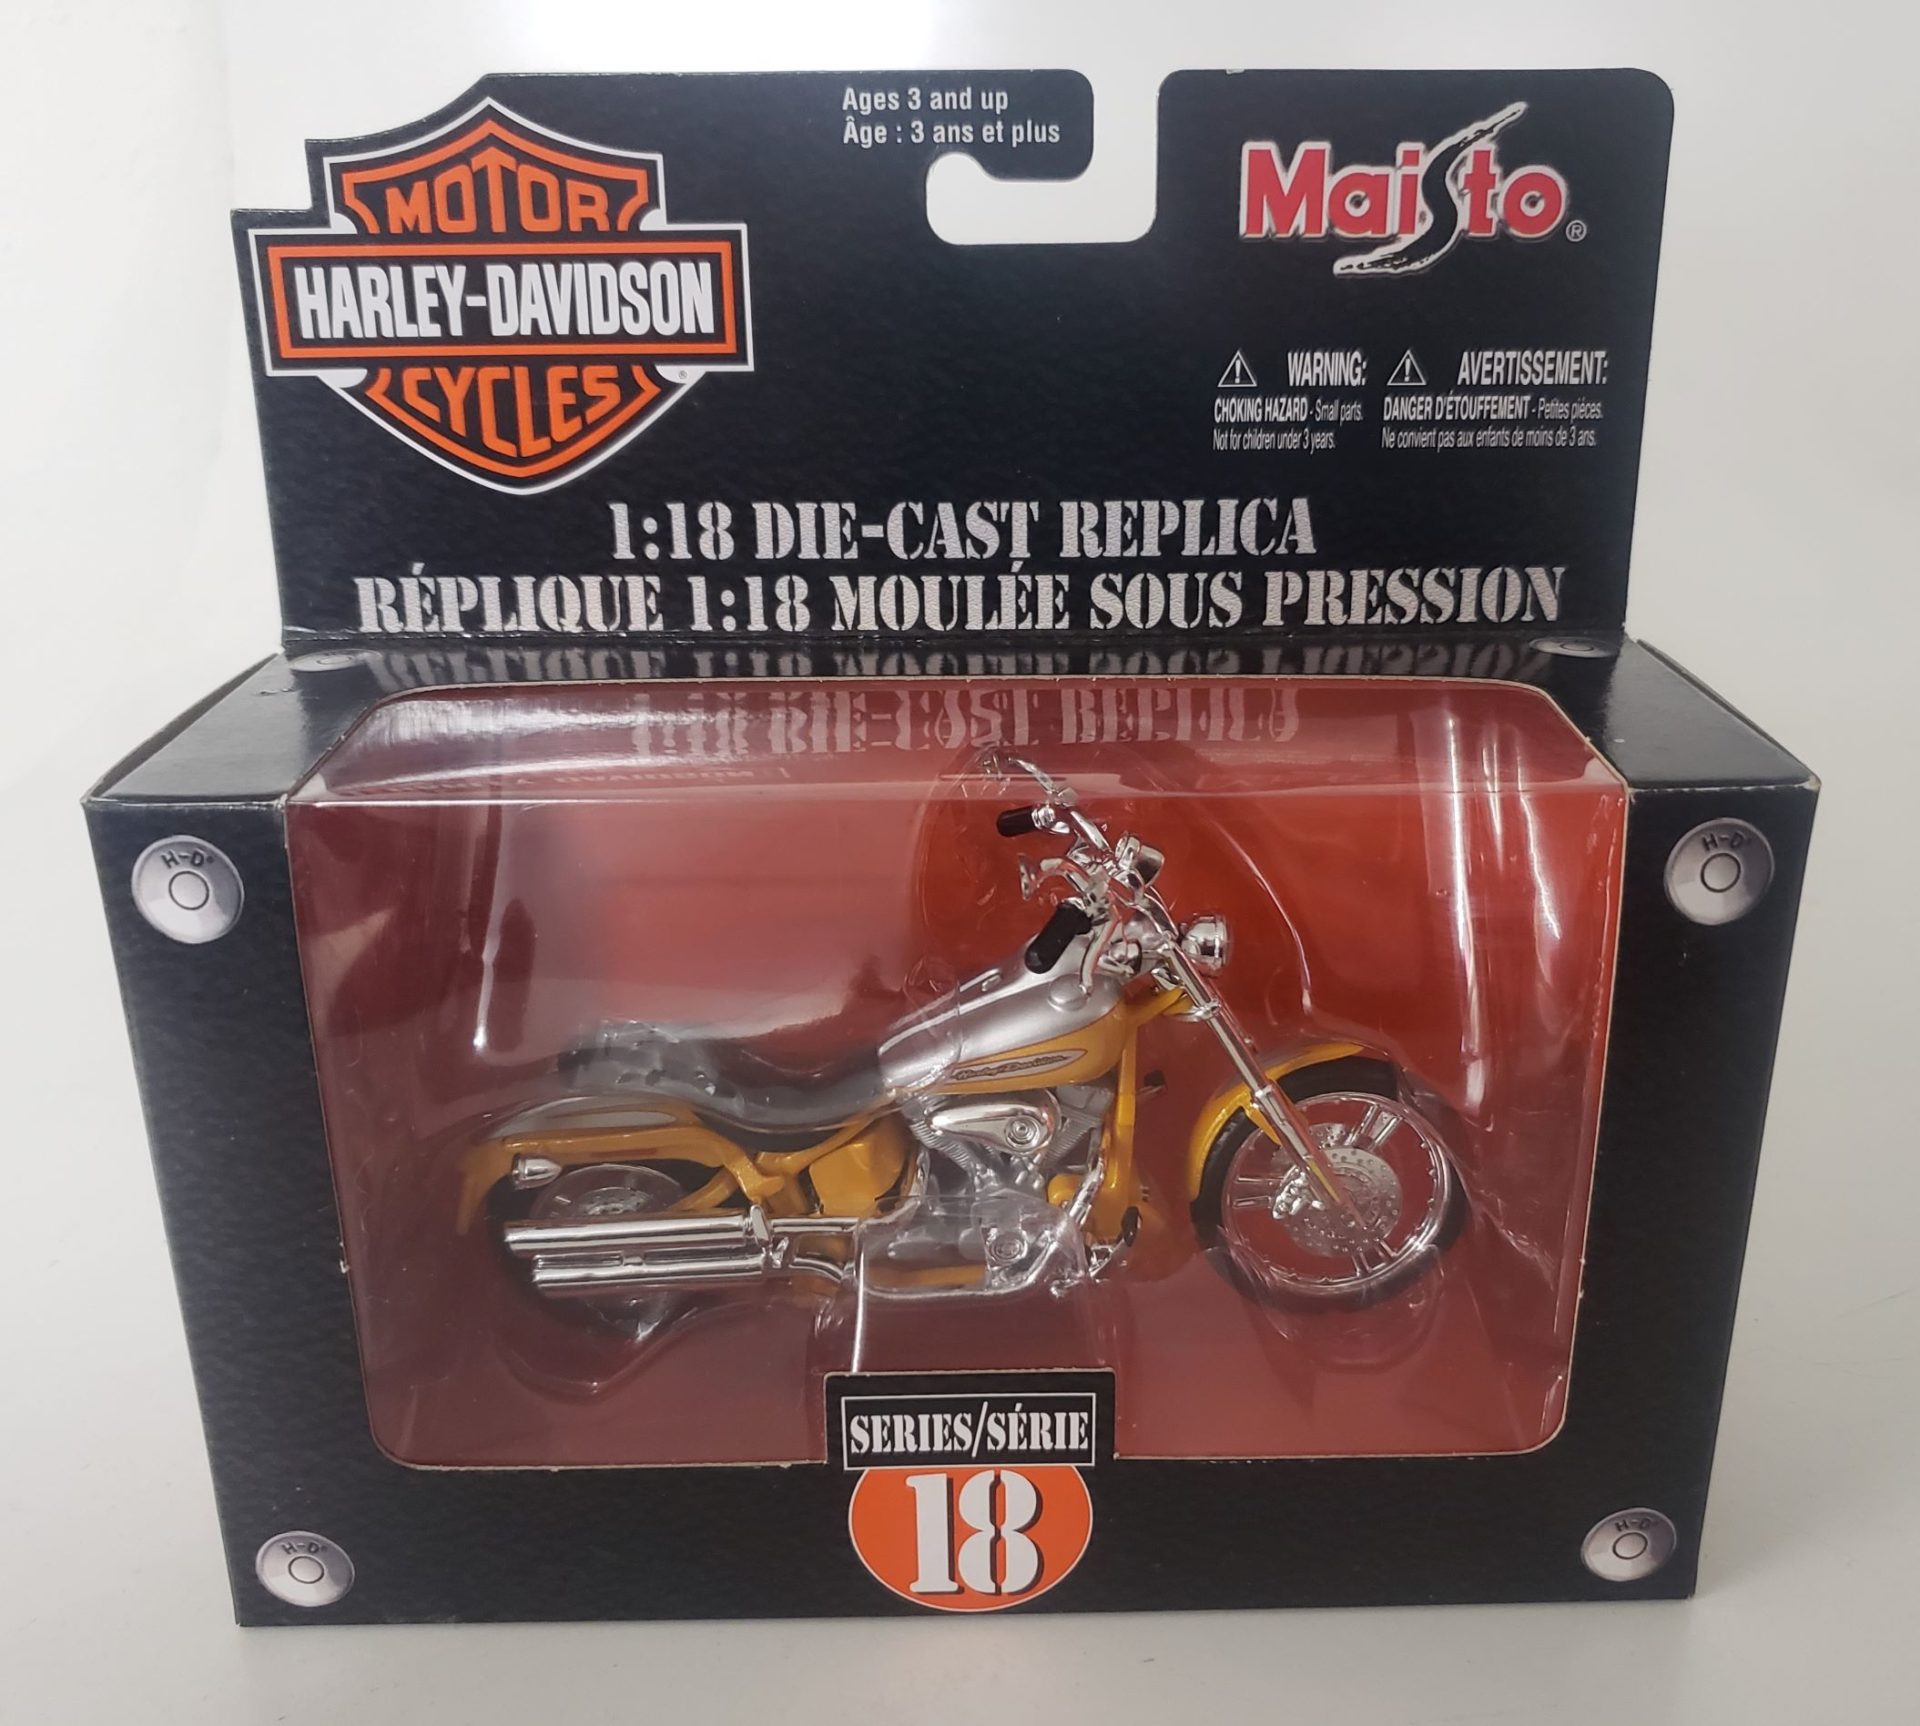 Ages 3 and up
Âge : 3 ans et plus
MOTOR
HARLEY-DAVIDSON
CYCLES
®
Maisto®
WARNING:
CHOKING HAZARD - Small parts.
Not for children under 3 years.
AVERTISSEMENT:
DANGER D'ÉTOUFFEMENT - Petites pièces.
Ne convient pas aux enfants de moins de 3 ans.
1:18 DIE-CAST REPLICA
RÉPLIQUE 1:18 MOULÉE SOUS PRESSION
H-D®
H-D®
Harley-Davidson
SERIES/SÉRIE
18
H-D®
H-D®